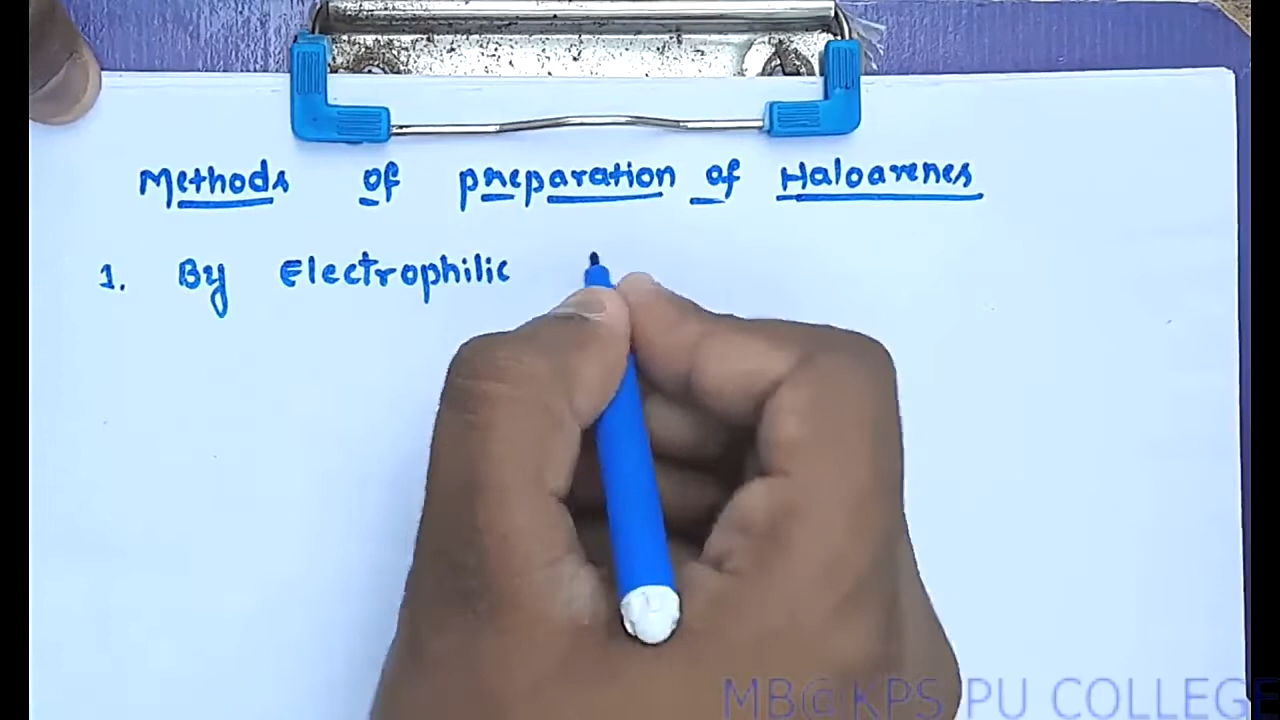 Methods of preparation of Haloarenes
1. By Electrophilic
MB@KPS PU COLLEGE